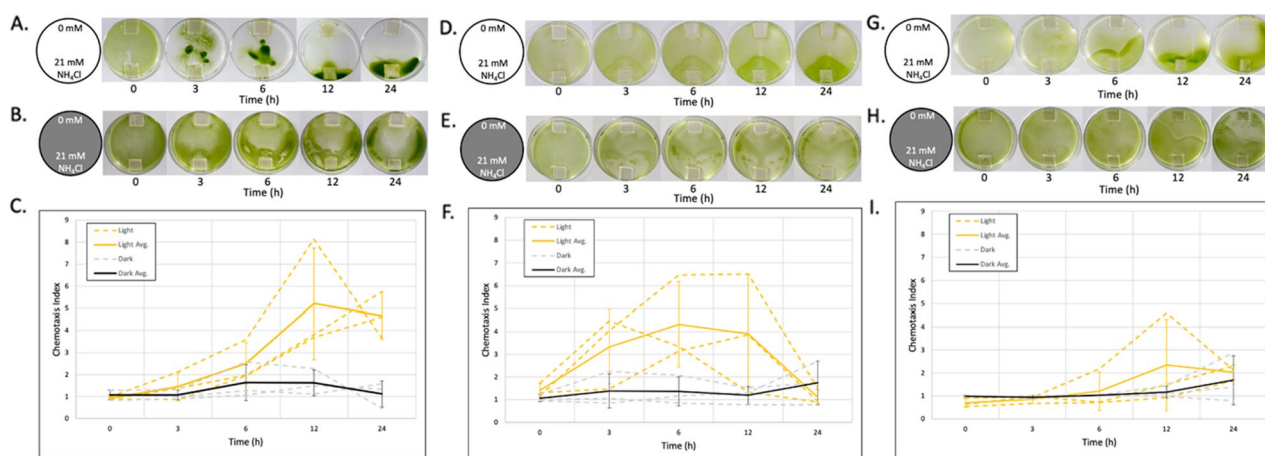 A.
0 mM
21 mM
NH₄Cl
0 3 6 12 24
Time (h)
B.
0 mM
21 mM
NH₄Cl
0 3 6 12 24
Time (h)
C.
9
8
7
6
5
4
3
2
1
0
Chemotaxis Index
Light
Light Avg.
Dark
Dark Avg.
0 3 6 12 24
Time (h)
D.
0 mM
21 mM
NH₄Cl
0 3 6 12 24
Time (h)
E.
0 mM
21 mM
NH₄Cl
0 3 6 12 24
Time (h)
F.
9
8
7
6
5
4
3
2
1
0
Chemotaxis Index
Light
Light Avg.
Dark
Dark Avg.
0 3 6 12 24
Time (h)
G.
0 mM
21 mM
NH₄Cl
0 3 6 12 24
Time (h)
H.
0 mM
21 mM
NH₄Cl
0 3 6 12 24
Time (h)
I.
9
8
7
6
5
4
3
2
1
0
Chemotaxis Index
Light
Light Avg.
Dark
Dark Avg.
0 3 6 12 24
Time (h)